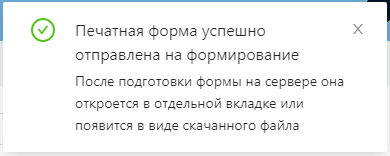 Печатная форма успешно
отправлена на формирование
После подготовки формы на сервере она
откроется в отдельной вкладке или
появится в виде скачанного файла